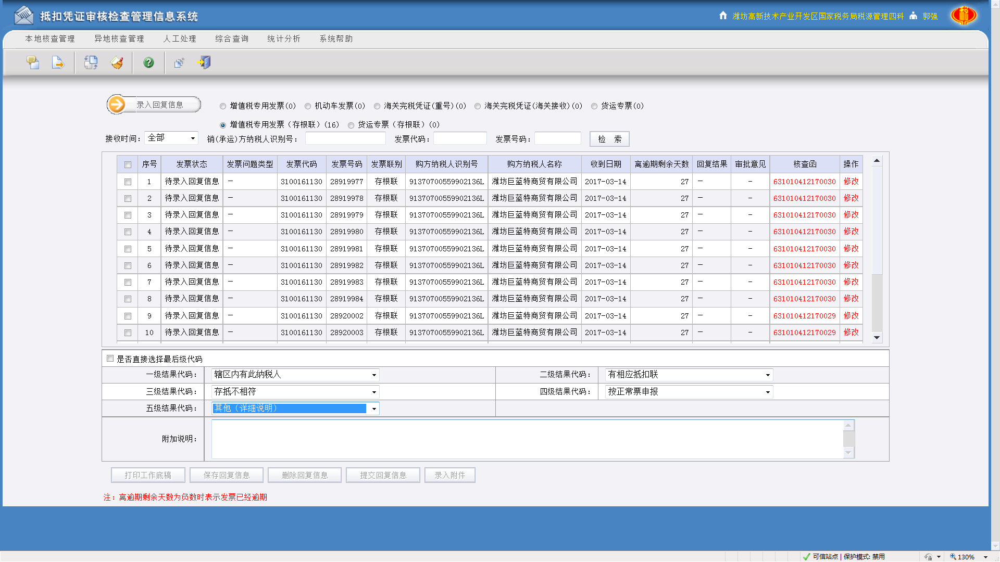 抵扣凭证审核检查管理信息系统
潍坊高新技术产业开发区国家税务局税源管理四科 郭强
本地核查管理 异地核查管理 人工处理 综合查询 统计分析 系统帮助
录入回复信息
增值税专用发票(0) 机动车发票(0) 海关完税凭证(重号)(0) 海关完税凭证(海关接收)(0) 货运专票(0)
增值税专用发票（存根联）(16) 货运专票（存根联）(0)
接收时间： 全部 销(承运)方纳税人识别号： 发票代码： 发票号码： 检 索
序号 发票状态 发票问题类型 发票代码 发票号码 发票联别 购方纳税人识别号 购方纳税人名称 收到日期 离逾期剩余天数 回复结果 审批意见 核查函 操作
1 待录入回复信息 — 3100161130 28919977 存根联 91370700559902136L 潍坊巨蓝特商贸有限公司 2017-03-14 27 — - 631010412170030 修改
2 待录入回复信息 — 3100161130 28919978 存根联 91370700559902136L 潍坊巨蓝特商贸有限公司 2017-03-14 27 — - 631010412170030 修改
3 待录入回复信息 — 3100161130 28919979 存根联 91370700559902136L 潍坊巨蓝特商贸有限公司 2017-03-14 27 — - 631010412170030 修改
4 待录入回复信息 — 3100161130 28919980 存根联 91370700559902136L 潍坊巨蓝特商贸有限公司 2017-03-14 27 — - 631010412170030 修改
5 待录入回复信息 — 3100161130 28919981 存根联 91370700559902136L 潍坊巨蓝特商贸有限公司 2017-03-14 27 — - 631010412170030 修改
6 待录入回复信息 — 3100161130 28919982 存根联 91370700559902136L 潍坊巨蓝特商贸有限公司 2017-03-14 27 — - 631010412170030 修改
7 待录入回复信息 — 3100161130 28919983 存根联 91370700559902136L 潍坊巨蓝特商贸有限公司 2017-03-14 27 — - 631010412170030 修改
8 待录入回复信息 — 3100161130 28919984 存根联 91370700559902136L 潍坊巨蓝特商贸有限公司 2017-03-14 27 — - 631010412170030 修改
9 待录入回复信息 — 3100161130 28920002 存根联 91370700559902136L 潍坊巨蓝特商贸有限公司 2017-03-14 27 — - 631010412170029 修改
10 待录入回复信息 — 3100161130 28920003 存根联 91370700559902136L 潍坊巨蓝特商贸有限公司 2017-03-14 27 — - 631010412170029 修改
是否直接选择最后级代码
一级结果代码： 辖区内有此纳税人 二级结果代码： 有相应抵扣联
三级结果代码： 存抵不相符 四级结果代码： 按正常票申报
五级结果代码： 其他（详细说明）
附加说明：
打印工作底稿 保存回复信息 删除回复信息 提交回复信息 录入附件
注：离逾期剩余天数为负数时表示发票已经逾期
可信站点 | 保护模式: 禁用 130%